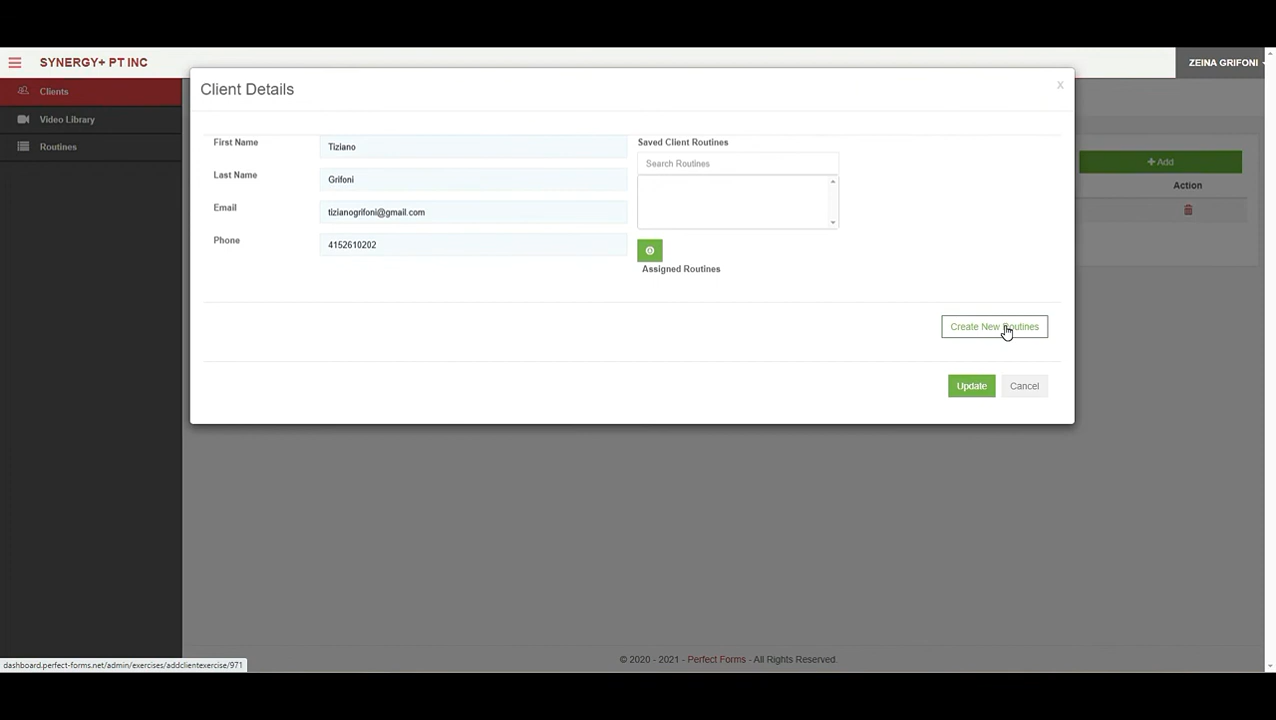 SYNERGY+ PT INC
ZEINA GRIFONI
Clients
Video Library
Routines
Client Details
X
First Name
Tiziano
Last Name
Grifoni
Email
tizianogrifoni@gmail.com
Phone
4152610202
Saved Client Routines
Search Routines
Assigned Routines
Create New Routines
Update
Cancel
+ Add
Action
© 2020 - 2021 - Perfect Forms - All Rights Reserved
dashboard.perfect-forms.net/admin/exercises/addclientexercise/971